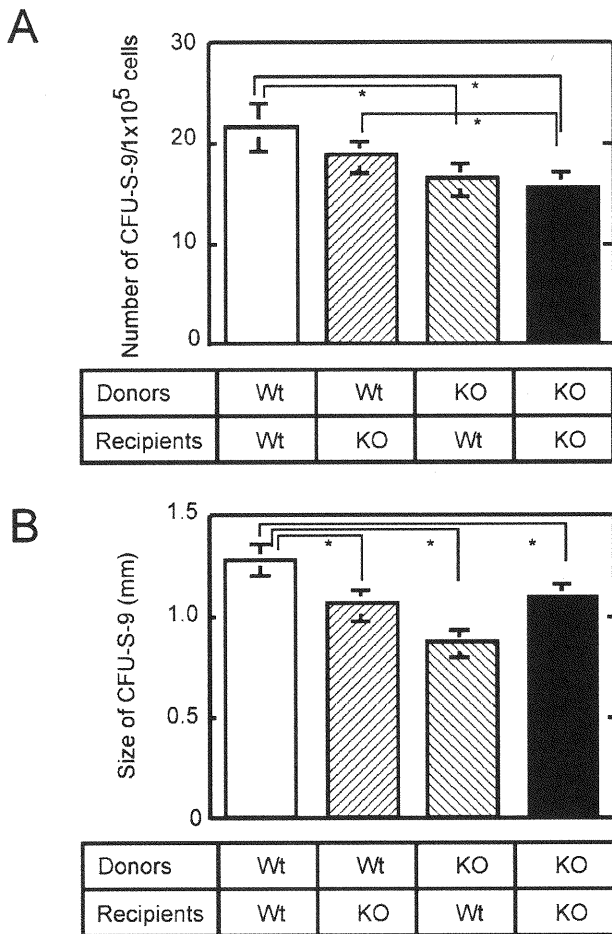 A
Number of CFU-S-9/1x10⁵ cells
30
20
10
0
*
*
*
Donors Wt Wt KO KO
Recipients Wt KO Wt KO
B
Size of CFU-S-9 (mm)
1.5
1.0
0.5
0
* * *
Donors Wt Wt KO KO
Recipients Wt KO Wt KO